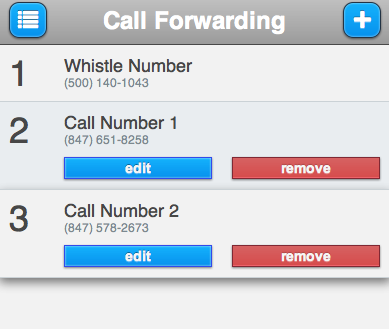 Call Forwarding
1
Whistle Number
(500) 140-1043
2
Call Number 1
(847) 651-8258
edit remove
3
Call Number 2
(847) 578-2673
edit remove